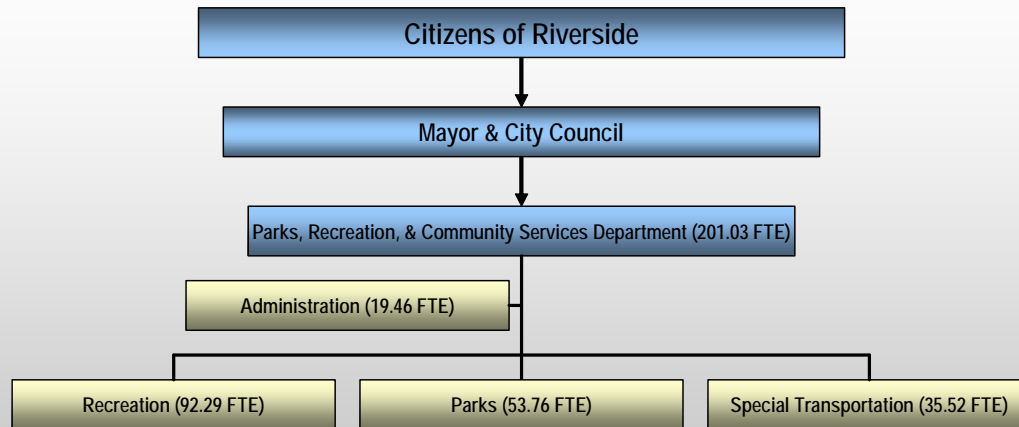 Citizens of Riverside
Mayor & City Council
Parks, Recreation, & Community Services Department (201.03 FTE)
Administration (19.46 FTE)
Recreation (92.29 FTE)
Parks (53.76 FTE)
Special Transportation (35.52 FTE)